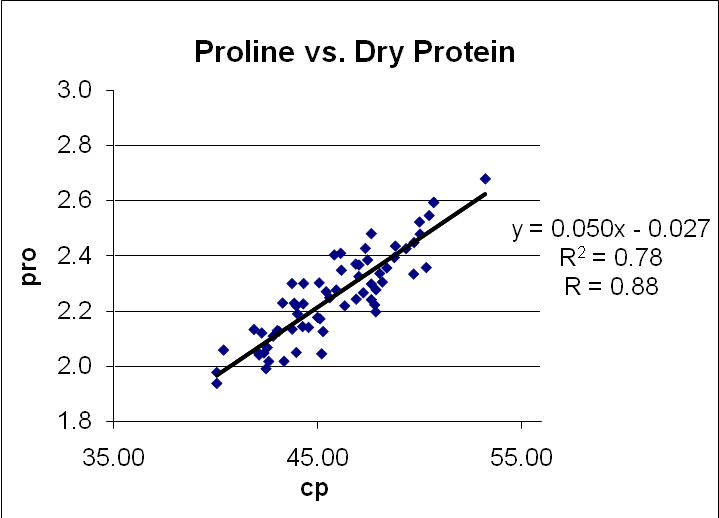 Proline vs. Dry Protein
3.0
2.8
2.6
2.4
2.2
2.0
1.8
pro
35.00
45.00
55.00
cp
y = 0.050x - 0.027
R² = 0.78
R = 0.88